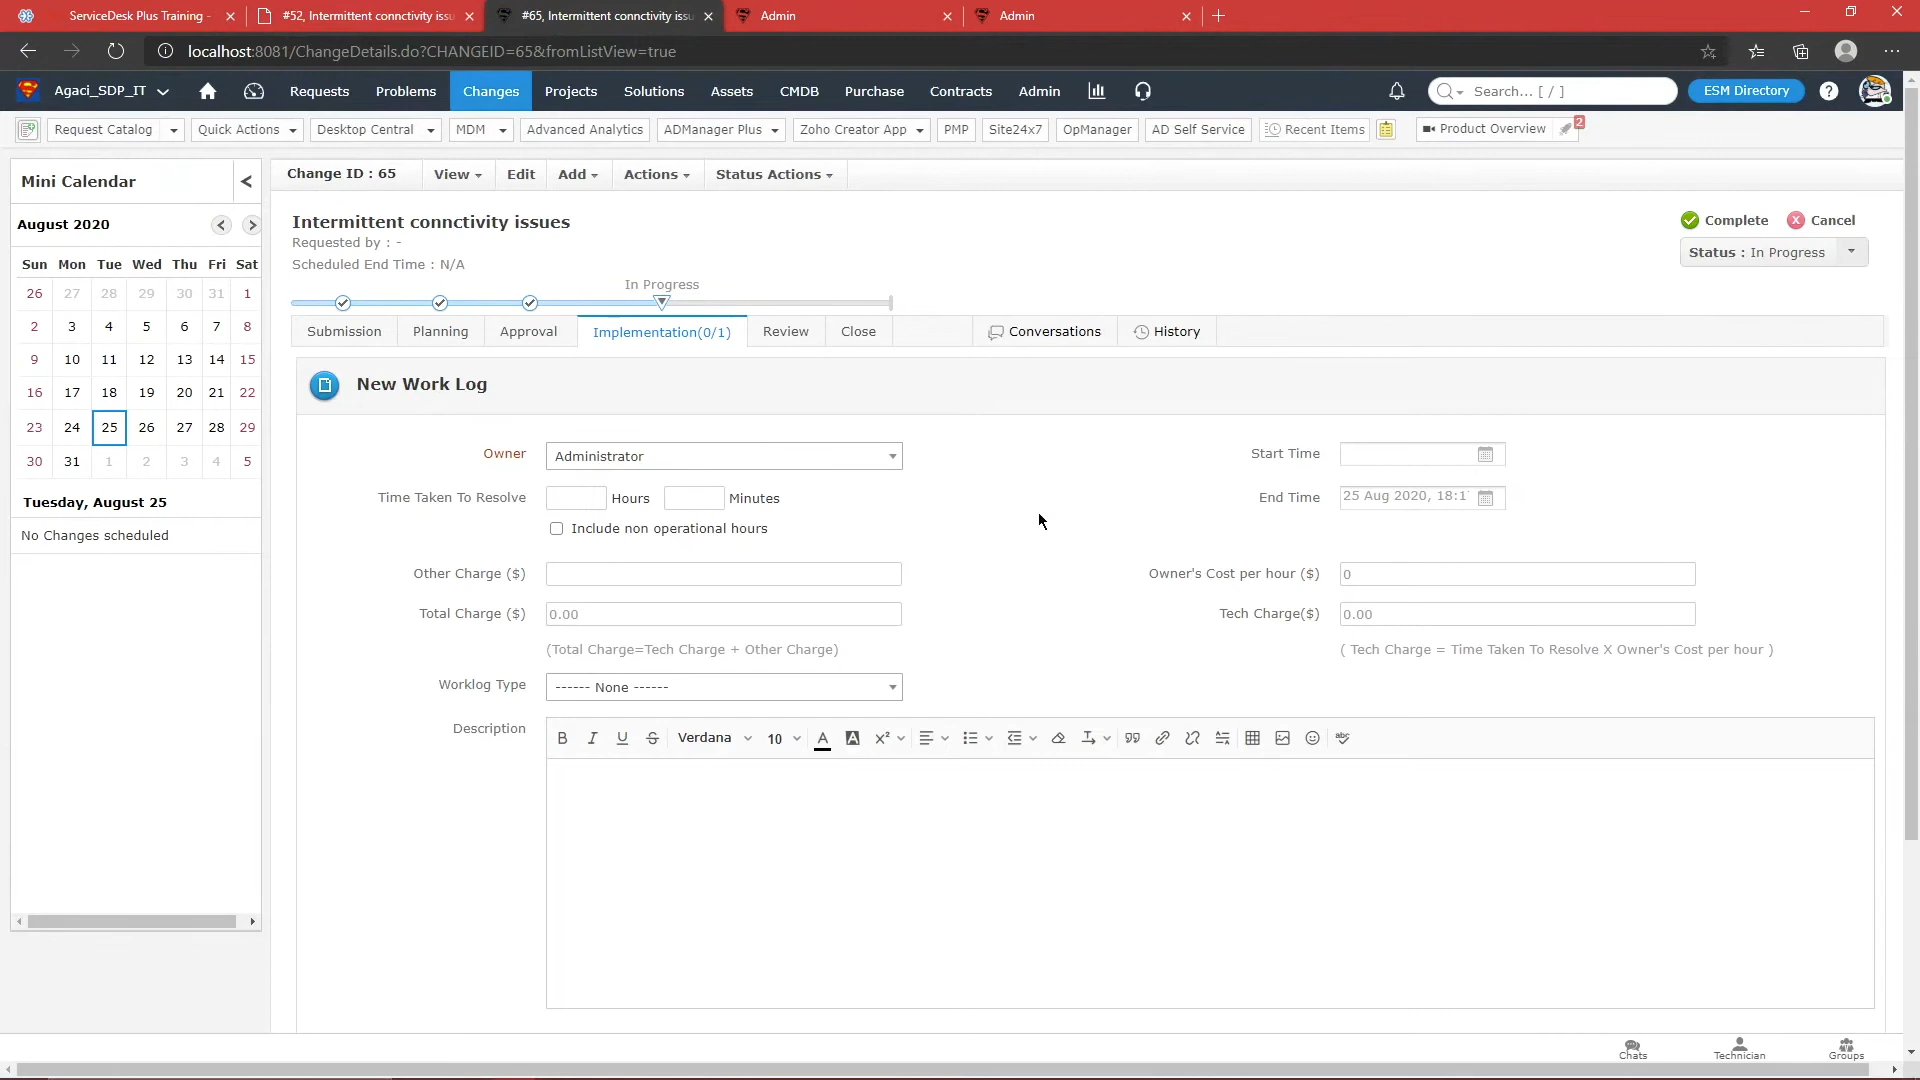 ServiceDesk Plus Training -
#52, Intermittent connctivity issu
#65, Intermittent connctivity issu
Admin
Admin
localhost:8081/ChangeDetails.do?CHANGEID=65&fromListView=true
Agaci_SDP_IT
Requests
Problems
Changes
Projects
Solutions
Assets
CMDB
Purchase
Contracts
Admin
Search... [ / ]
ESM Directory
Request Catalog
Quick Actions
Desktop Central
MDM
Advanced Analytics
ADManager Plus
Zoho Creator App
PMP
Site24x7
OpManager
AD Self Service
Recent Items
Product Overview
2
Mini Calendar
August 2020
Sun Mon Tue Wed Thu Fri Sat
26 27 28 29 30 31 1
2 3 4 5 6 7 8
9 10 11 12 13 14 15
16 17 18 19 20 21 22
23 24 25 26 27 28 29
30 31 1 2 3 4 5
Tuesday, August 25
No Changes scheduled
Change ID : 65
View
Edit
Add
Actions
Status Actions
Intermittent connctivity issues
Requested by : -
Scheduled End Time : N/A
Complete
Cancel
Status : In Progress
In Progress
Submission
Planning
Approval
Implementation(0/1)
Review
Close
Conversations
History
New Work Log
Owner
Administrator
Start Time
Time Taken To Resolve
Hours
Minutes
End Time
25 Aug 2020, 18:1
Include non operational hours
Other Charge ($)
Owner's Cost per hour ($)
0
Total Charge ($)
0.00
Tech Charge($)
0.00
(Total Charge=Tech Charge + Other Charge)
( Tech Charge = Time Taken To Resolve X Owner's Cost per hour )
Worklog Type
------ None ------
Description
B I U S Verdana 10 A A X²
abc
Chats
Technician
Groups